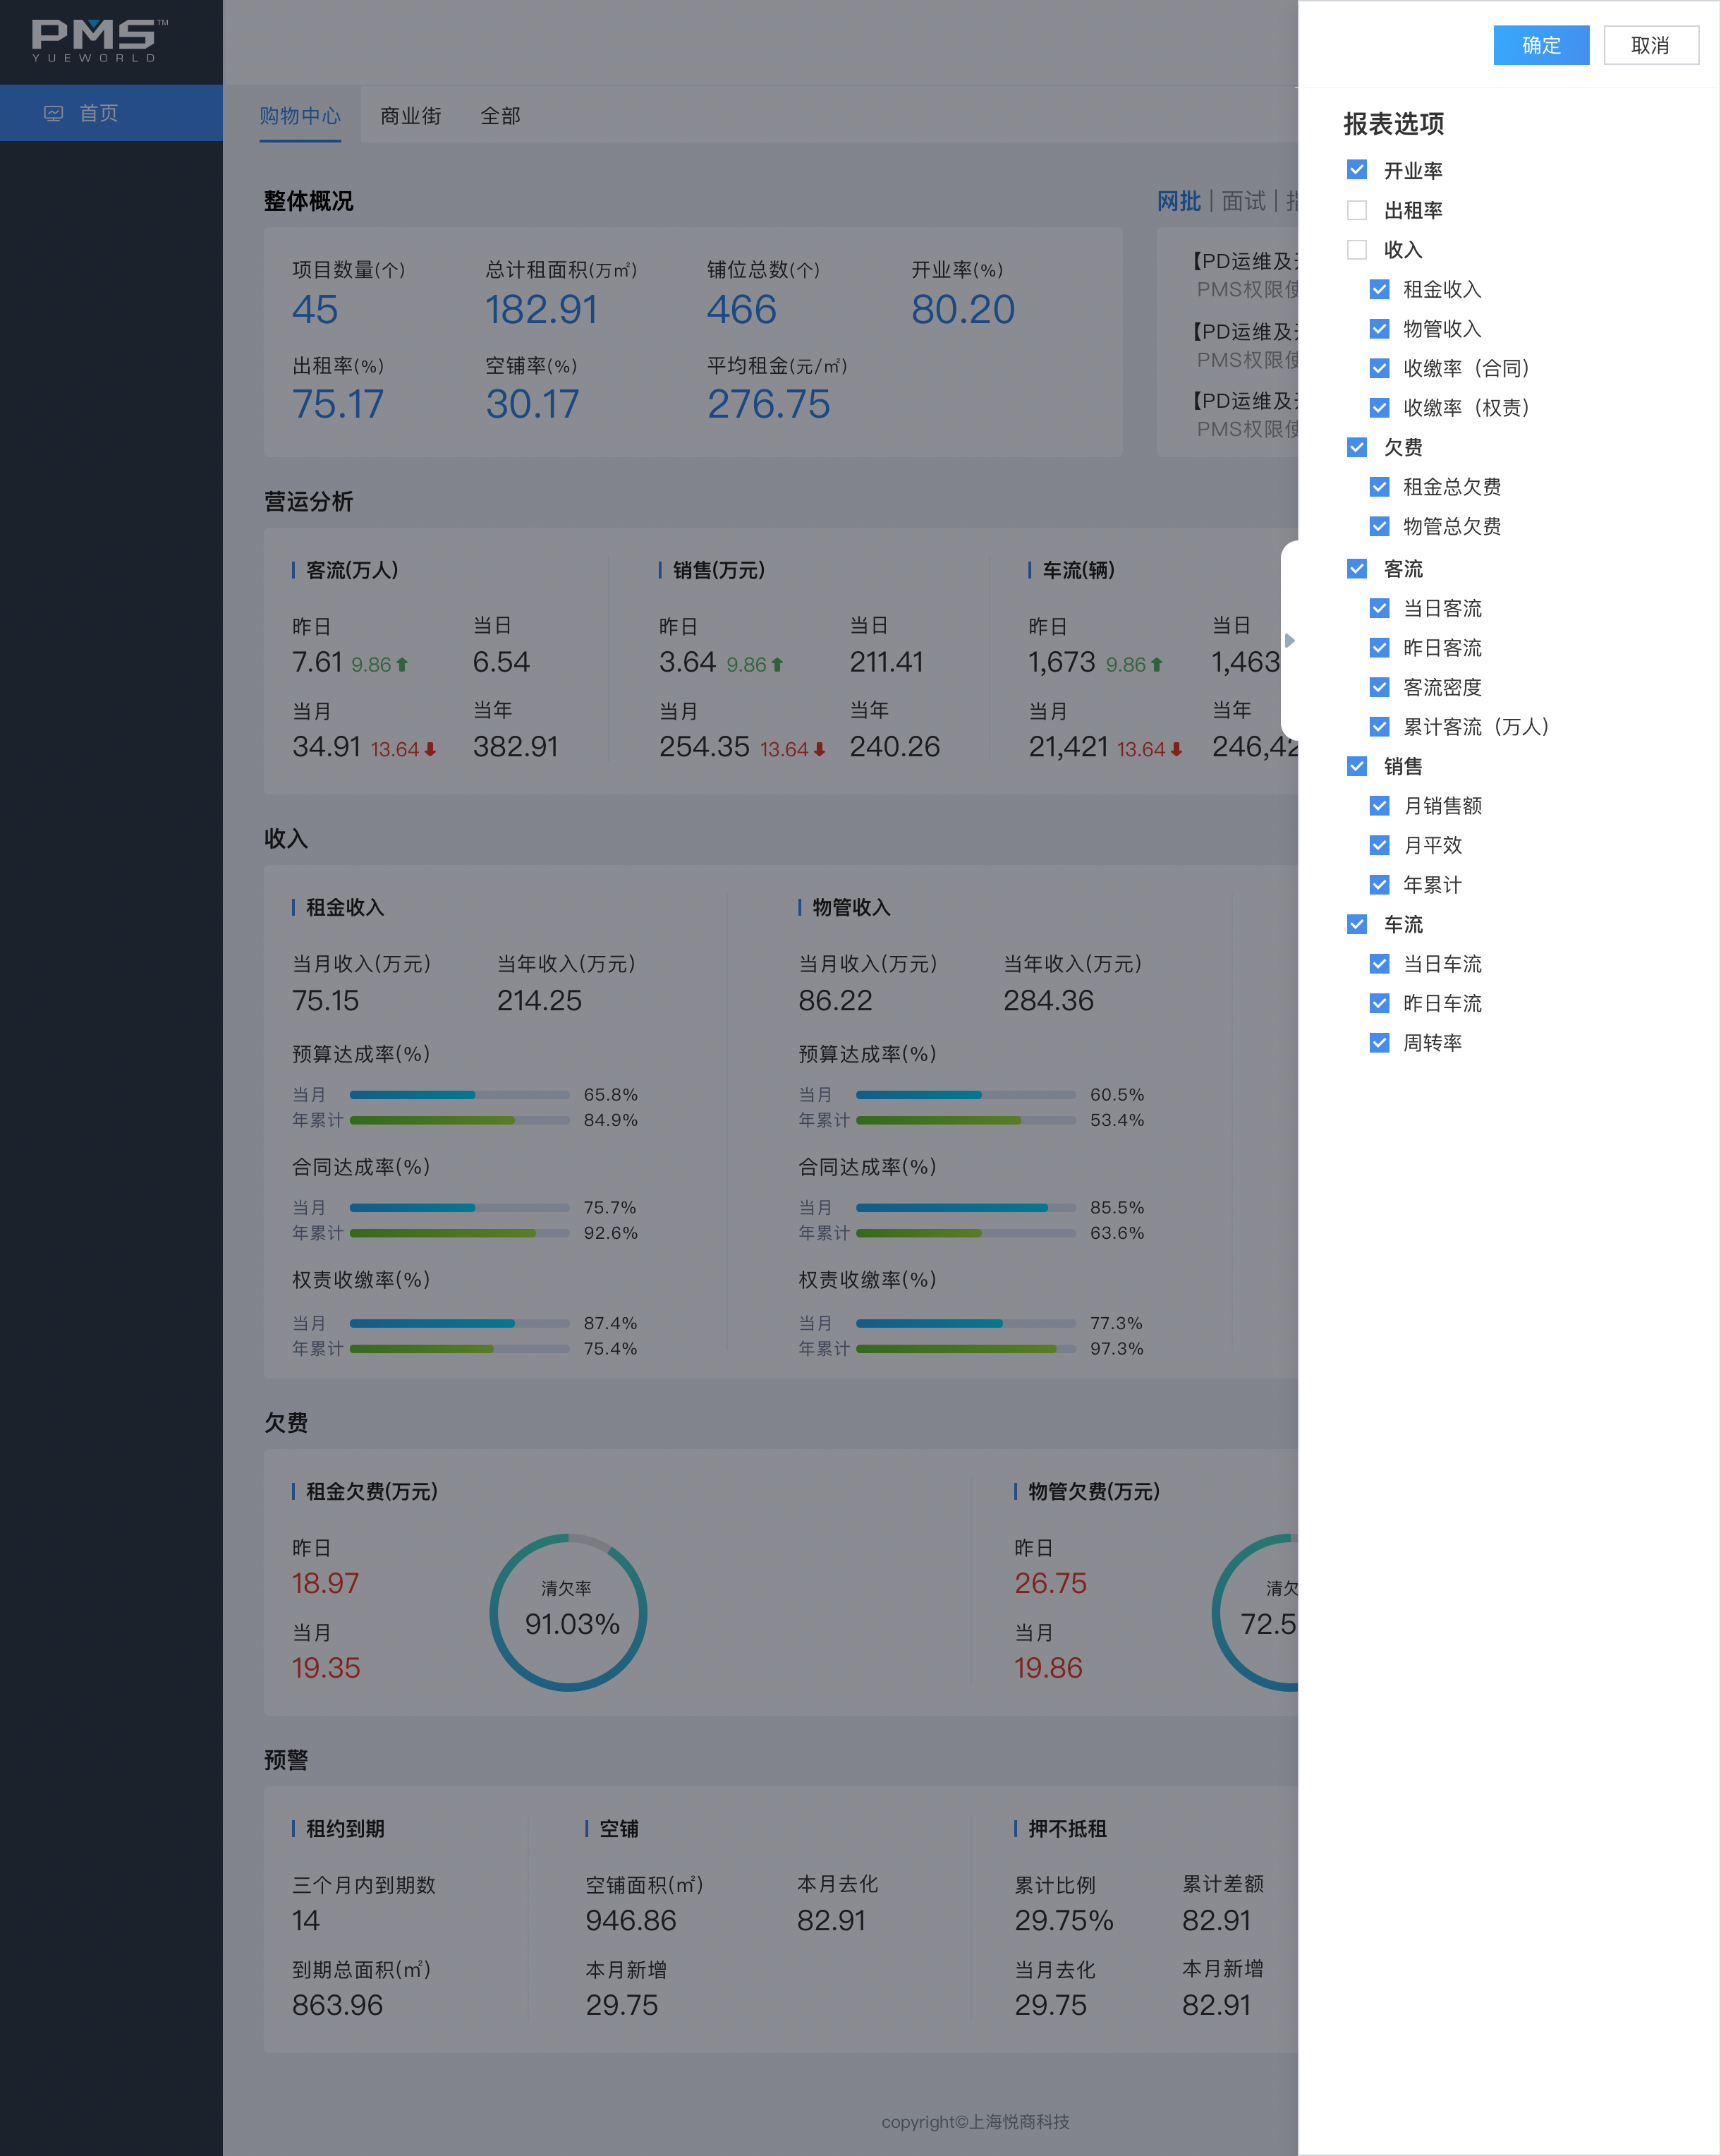 PMS™
YUEWORLD
首页
购物中心 商业街 全部
整体概况
项目数量(个) 总计租面积(万㎡) 铺位总数(个) 开业率(%)
45 182.91 466 80.20
出租率(%) 空铺率(%) 平均租金(元/㎡)
75.17 30.17 276.75
网批 | 面试 |
【PD运维及
PMS权限使
【PD运维及
PMS权限使
【PD运维及
PMS权限使
营运分析
客流(万人)
昨日 当日
7.61 9.86 6.54
当月 当年
34.91 13.64 382.91
销售(万元)
昨日 当日
3.64 9.86 211.41
当月 当年
254.35 13.64 240.26
车流(辆)
昨日 当日
1,673 9.86 1,463
当月 当年
21,421 13.64 246,42
收入
租金收入
当月收入(万元) 当年收入(万元)
75.15 214.25
预算达成率(%)
当月 65.8%
年累计 84.9%
合同达成率(%)
当月 75.7%
年累计 92.6%
权责收缴率(%)
当月 87.4%
年累计 75.4%
物管收入
当月收入(万元) 当年收入(万元)
86.22 284.36
预算达成率(%)
当月 60.5%
年累计 53.4%
合同达成率(%)
当月 85.5%
年累计 63.6%
权责收缴率(%)
当月 77.3%
年累计 97.3%
欠费
租金欠费(万元)
昨日
18.97
当月
19.35
清欠率
91.03%
物管欠费(万元)
昨日
26.75
当月
19.86
清欠
72.5
预警
租约到期
三个月内到期数
14
到期总面积(㎡)
863.96
空铺
空铺面积(㎡) 本月去化
946.86 82.91
本月新增
29.75
押不抵租
累计比例 累计差额
29.75% 82.91
当月去化 本月新增
29.75 82.91
copyright©上海悦商科技
确定 取消
报表选项
开业率
出租率
收入
租金收入
物管收入
收缴率（合同）
收缴率（权责）
欠费
租金总欠费
物管总欠费
客流
当日客流
昨日客流
客流密度
累计客流（万人）
销售
月销售额
月平效
年累计
车流
当日车流
昨日车流
周转率